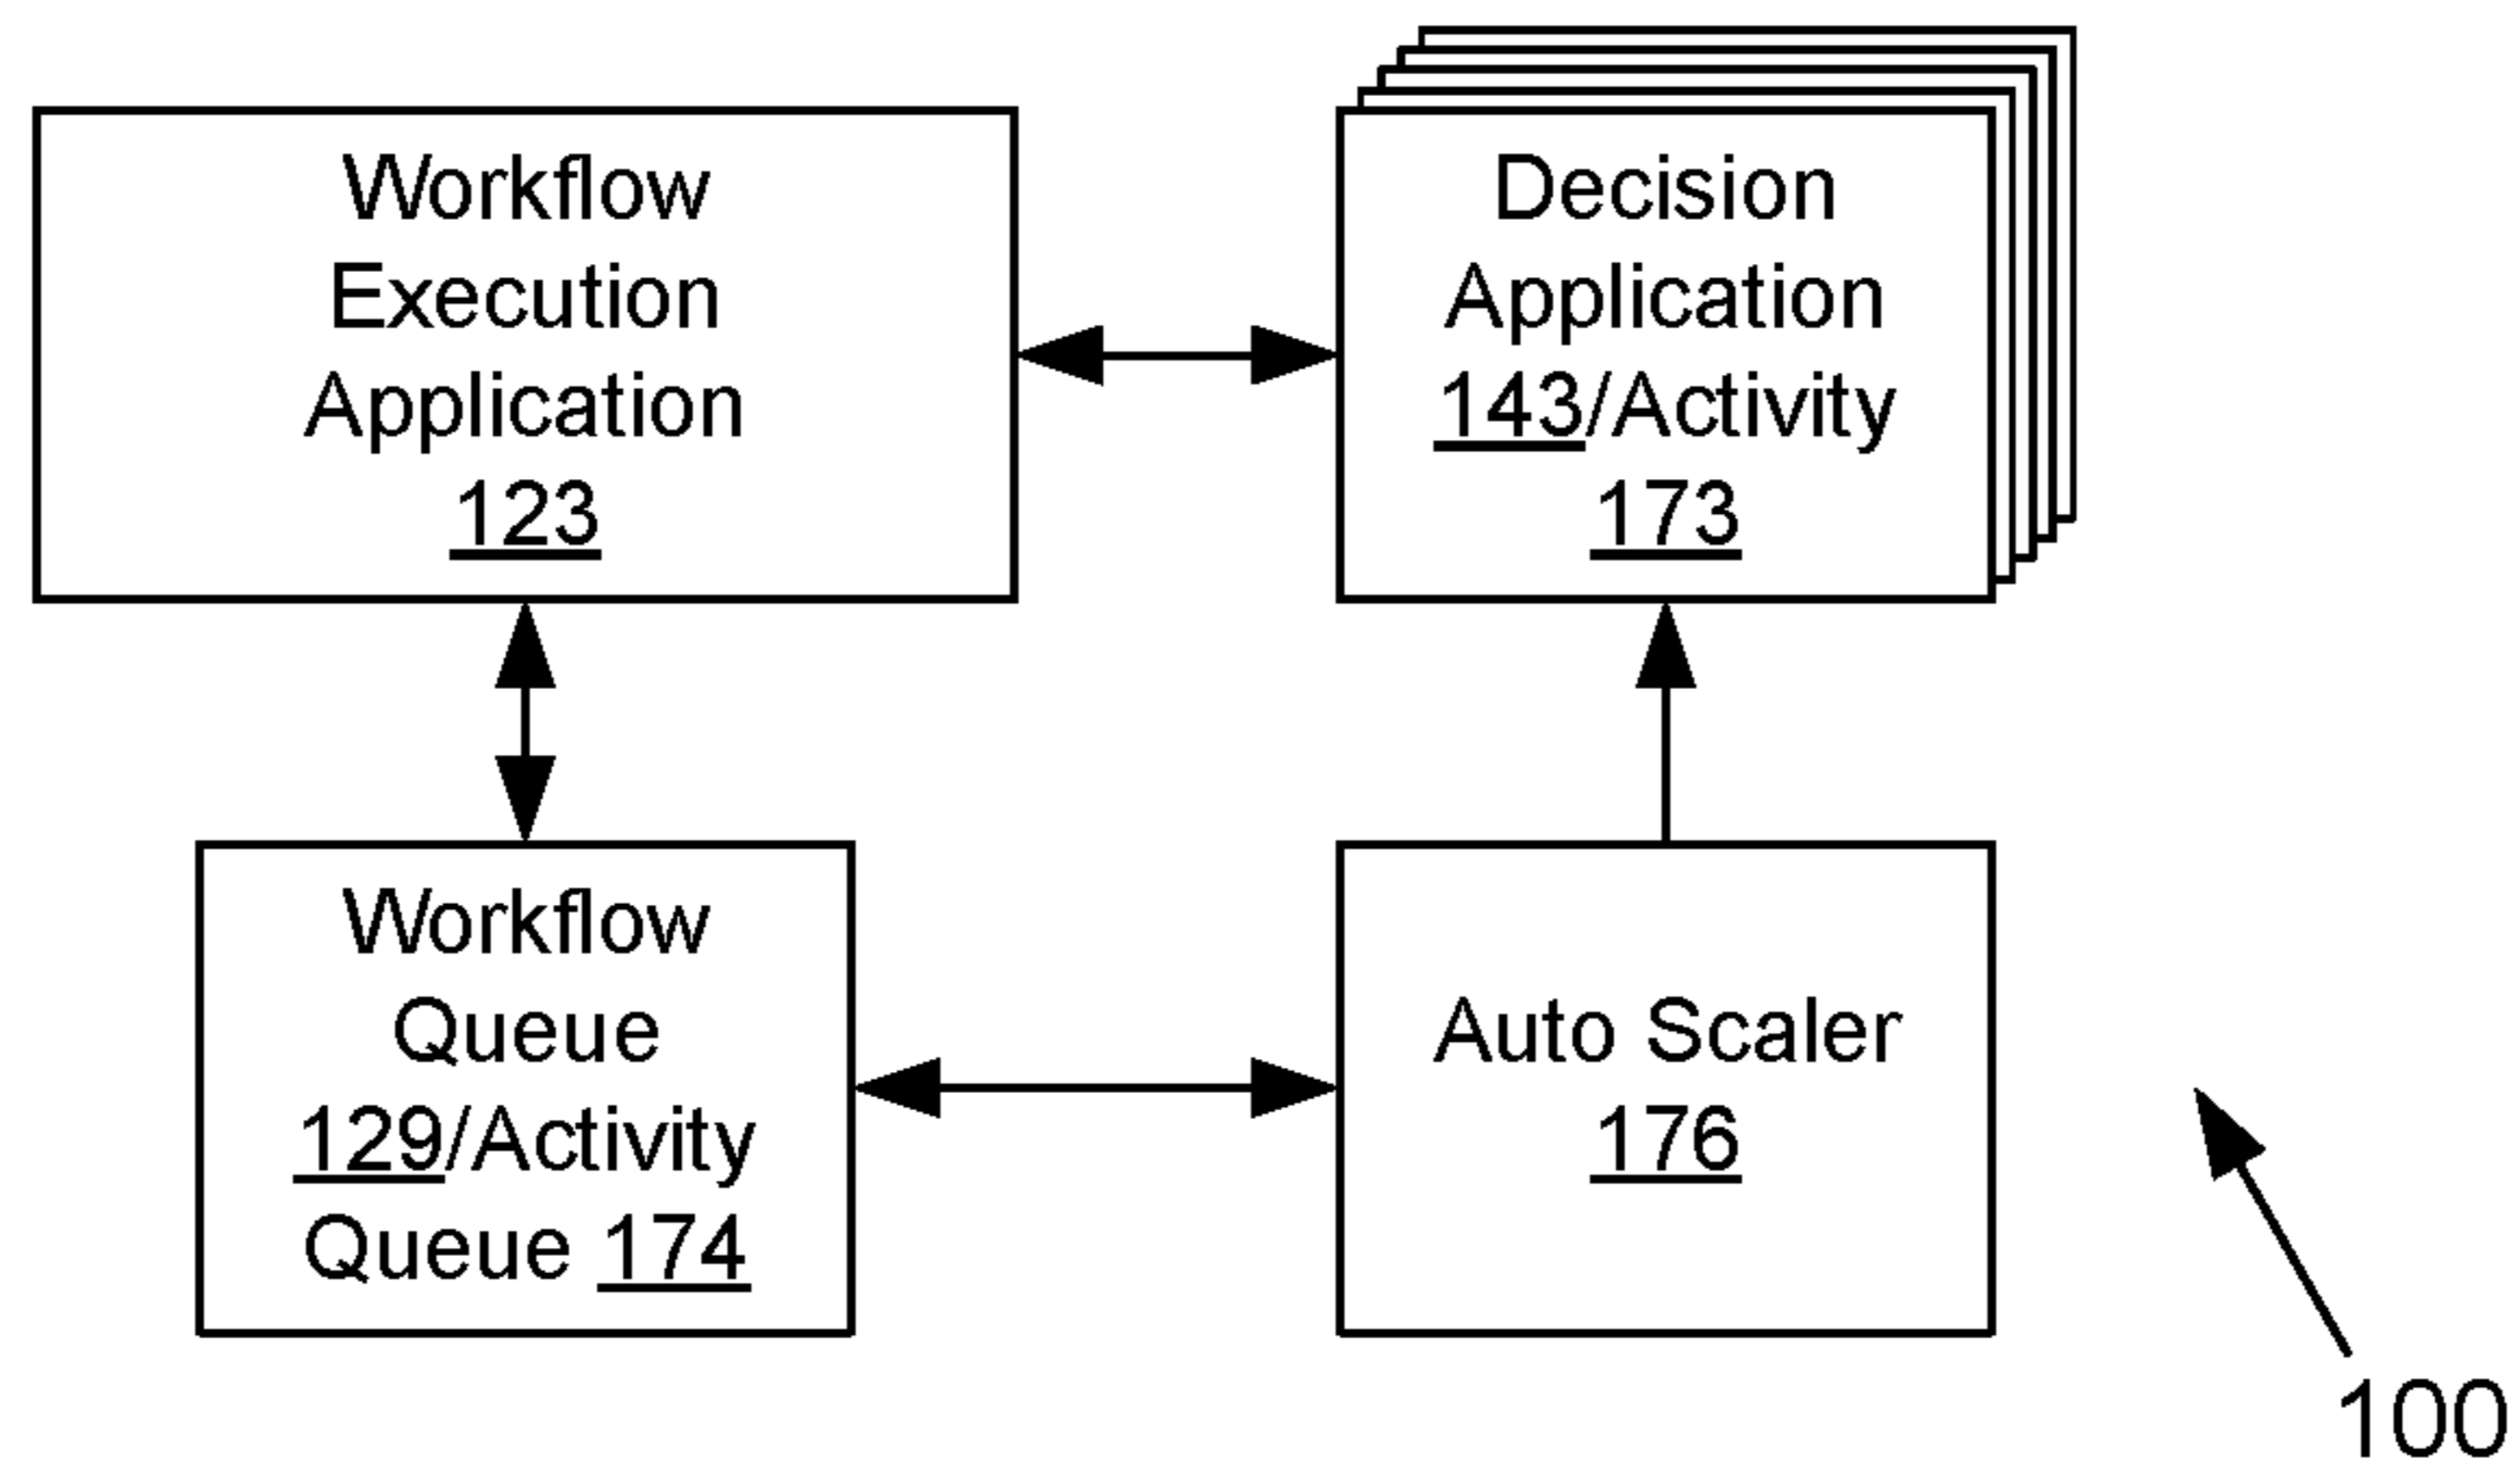 Workflow
Execution
Application
123
Decision
Application
143/Activity
173
Workflow
Queue
129/Activity
Queue 174
Auto Scaler
176
100